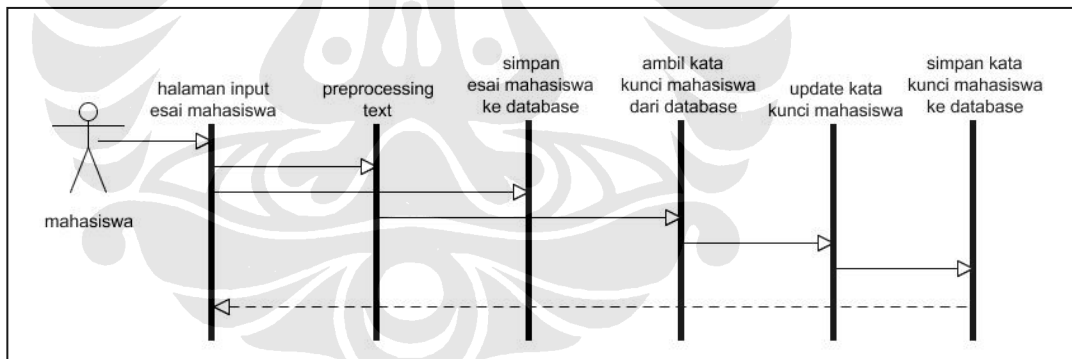 halaman input
esai mahasiswa
preprocessing
text
simpan
esai mahasiswa
ke database
ambil kata
kunci mahasiswa
dari database
update kata
kunci mahasiswa
simpan kata
kunci mahasiswa
ke database
mahasiswa